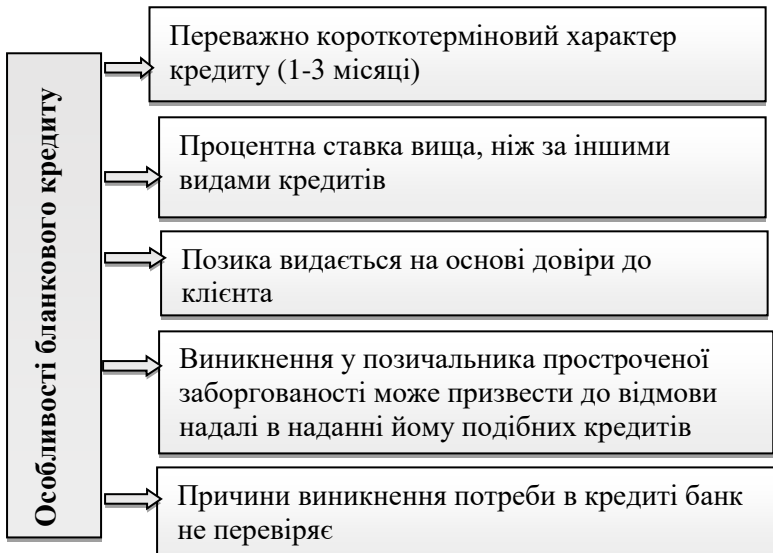 Особливості бланкового кредиту
Переважно короткотерміновий характер
кредиту (1-3 місяці)
Процентна ставка вища, ніж за іншими
видами кредитів
Позика видається на основі довіри до
клієнта
Виникнення у позичальника простроченої
заборгованості може призвести до відмови
надалі в наданні йому подібних кредитів
Причини виникнення потреби в кредиті банк
не перевіряє